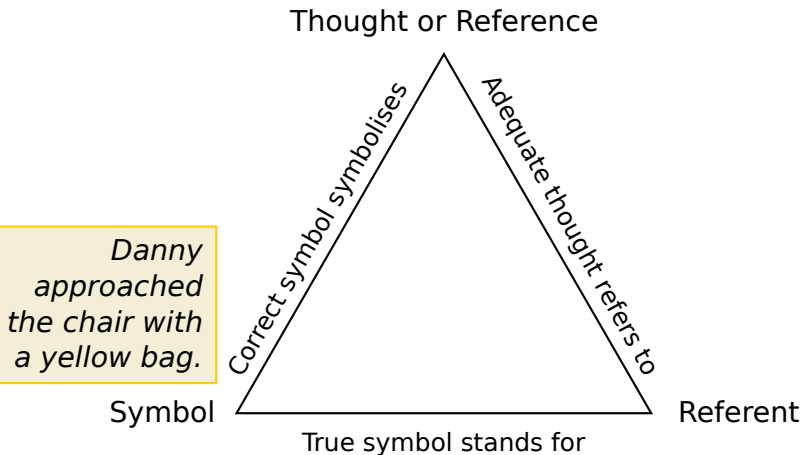 Thought or Reference
Correct symbol symbolises
Adequate thought refers to
Danny
approached
the chair with
a yellow bag.
Symbol
Referent
True symbol stands for